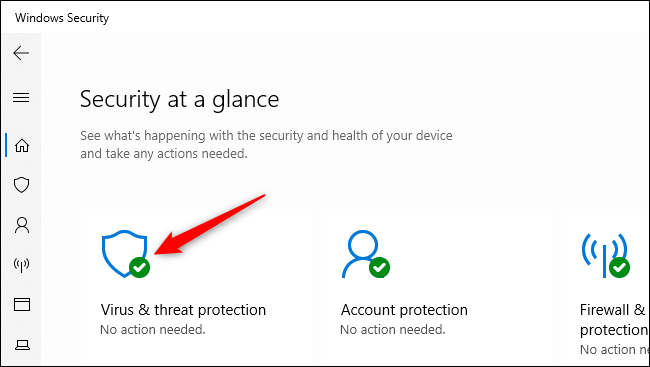 Windows Security
Security at a glance
See what's happening with the security and health of your device
and take any actions needed.
Virus & threat protection
No action needed.
Account protection
No action needed.
Firewall &
protection
No action needed.